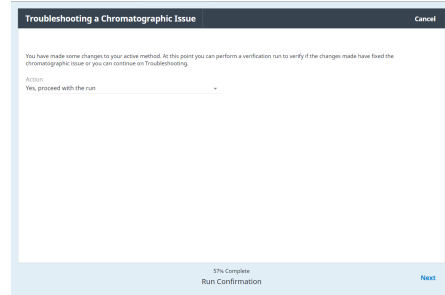 Troubleshooting a Chromatographic Issue
Cancel
You have made some changes to your active method. At this point you can perform a verification run to verify if the changes made have fixed the
chromatographic issue or you can continue on Troubleshooting.
Action
Yes, proceed with the run
57% Complete
Run Confirmation
Next